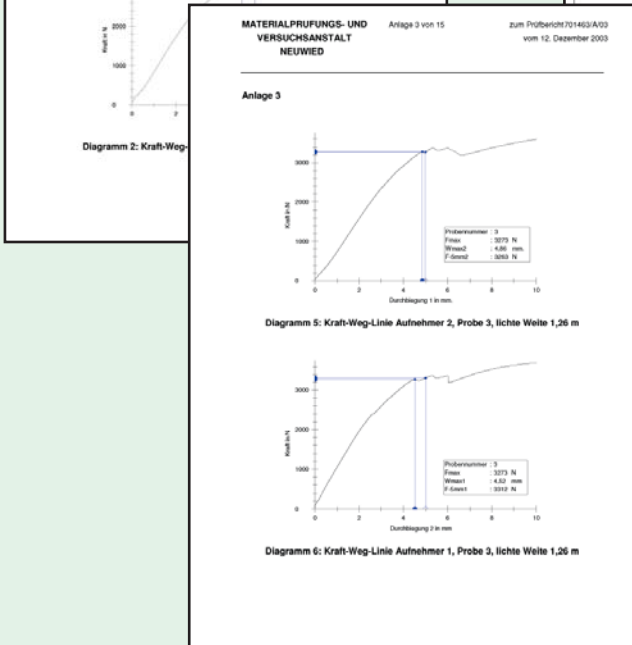 Kraft in N
2000
1000
0
0
2
Diagramm 2: Kraft-Weg-
MATERIALPRUFUNGS- UND
VERSUCHSANSTALT
NEUWIED
Anlage 3 von 15
zum Prüfbericht701463/A/03
vom 12. Dezember 2003
Anlage 3
Kraft in N
3000
2000
1000
0
Probennummer : 3
Fmax : 3273 N
Wmax2 : 4,86 mm.
F-5mm2 : 3263 N
0 2 4 6 8 10
Durchbiegung 1 in mm.
Diagramm 5: Kraft-Weg-Linie Aufnehmer 2, Probe 3, lichte Weite 1,26 m
Kraft in N
3000
2000
1000
0
Probennummer : 3
Fmax : 3273 N
Wmax1 : 4,52 mm
F-5mm1 : 3312 N
0 2 4 6 8 10
Durchbiegung 2 in mm
Diagramm 6: Kraft-Weg-Linie Aufnehmer 1, Probe 3, lichte Weite 1,26 m